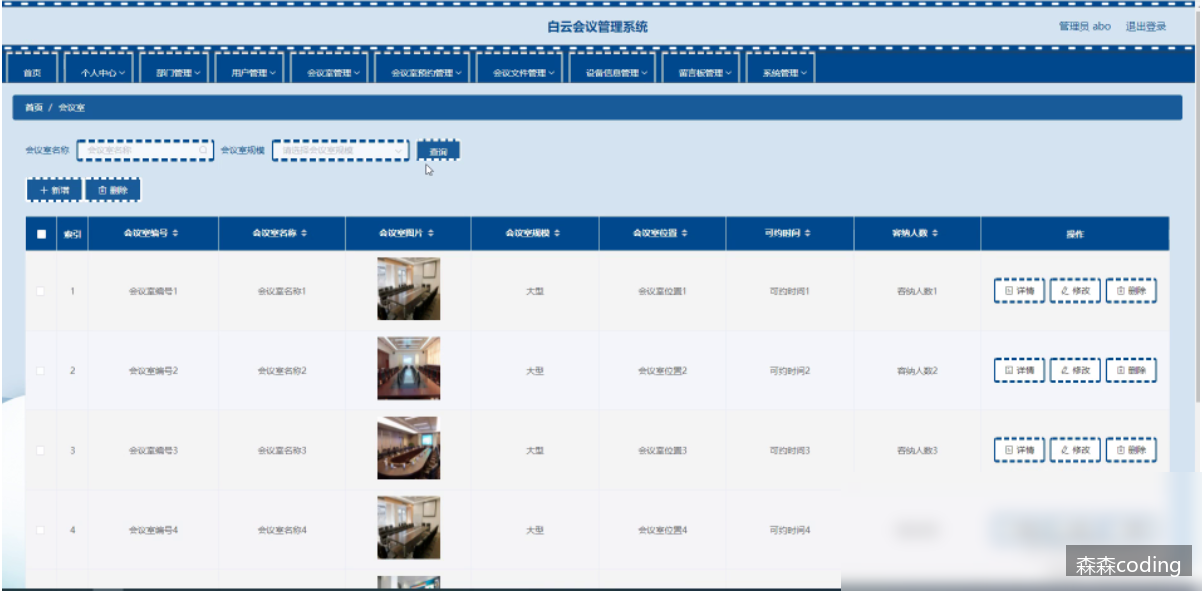 白云会议管理系统
管理员 abo 退出登录
首页 个人中心 部门管理 用户管理 会议室管理 会议室预约管理 会议文件管理 设备信息管理 留言板管理 系统管理
首页 / 会议室
会议室名称 会议室名称 会议室规模 请选择会议室规模 查询
新增 删除
索引 会议室编号 会议室名称 会议室图片 会议室规模 会议室位置 可约时间 容纳人数 操作
1 会议室编号1 会议室名称1 大型 会议室位置1 可约时间1 容纳人数1 详情 修改 删除
2 会议室编号2 会议室名称2 大型 会议室位置2 可约时间2 容纳人数2 详情 修改 删除
3 会议室编号3 会议室名称3 大型 会议室位置3 可约时间3 容纳人数3 详情 修改 删除
4 会议室编号4 会议室名称4 大型 会议室位置4 可约时间4
森森coding